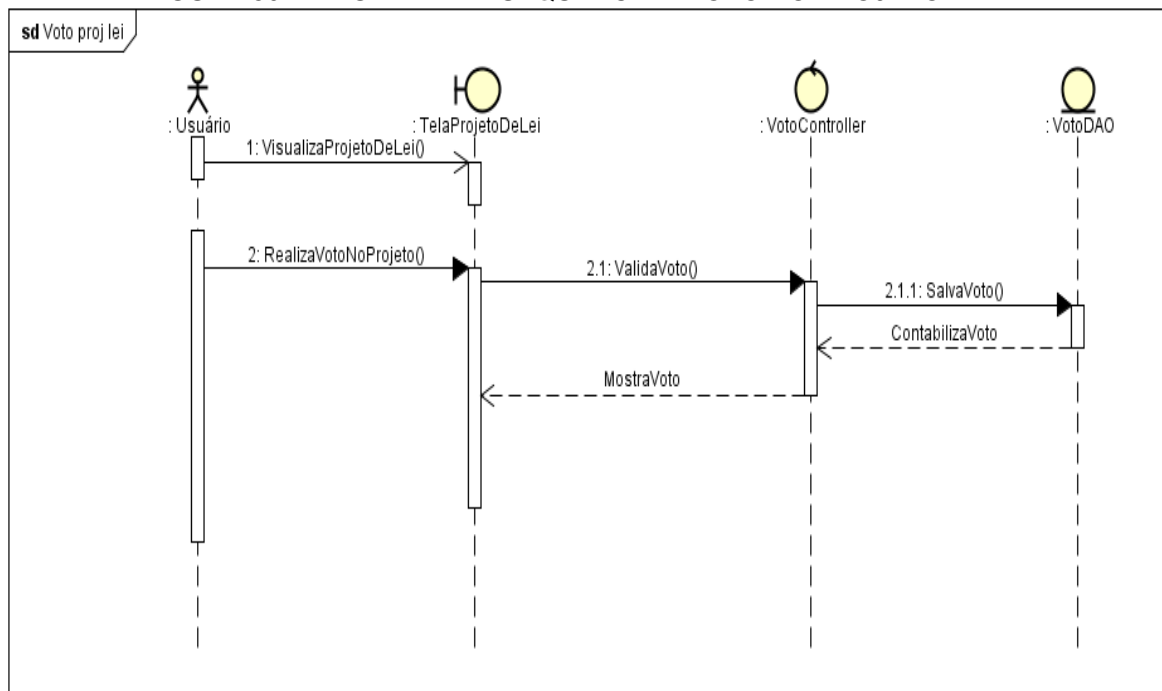 sd Voto proj lei
: Usuário
: TelaProjetoDeLei
: VotoController
: VotoDAO
1: VisualizaProjetoDeLei()
2: RealizaVotoNoProjeto()
2.1: ValidaVoto()
2.1.1: SalvaVoto()
ContabilizaVoto
MostraVoto